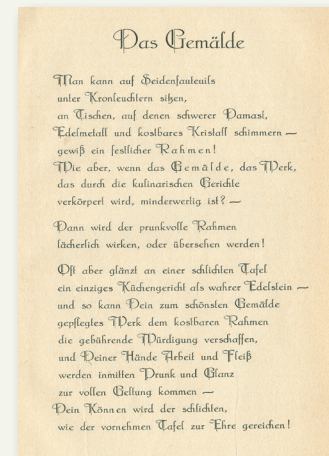 Das Gemälde
Man kann auf Seidenfauteuils
unter Kronleuchtern sitzen,
an Tischen, auf denen schwerer Damast,
Edelmetall und kostbares Kristall schimmern —
gewiß ein festlicher Rahmen!
Wie aber, wenn das Gemälde, das Werk,
das durch die kulinarischen Gerichte
verkörpert wird, minderwertig ist? —
Dann wird der prunkvolle Rahmen
lächerlich wirken, oder übersehen werden!
Oft aber glänzt an einer schlichten Tafel
ein einziges Küchengericht als wahrer Edelstein —
und so kann Dein zum schönsten Gemälde
gepflegtes Werk dem kostbaren Rahmen
die gebührende Würdigung verschaffen,
und Deiner Hände Arbeit und Fleiß
werden inmitten Prunk und Glanz
zur vollen Geltung kommen —
Dein Können wird der schlichten,
wie der vornehmen Tafel zur Ehre gereichen!